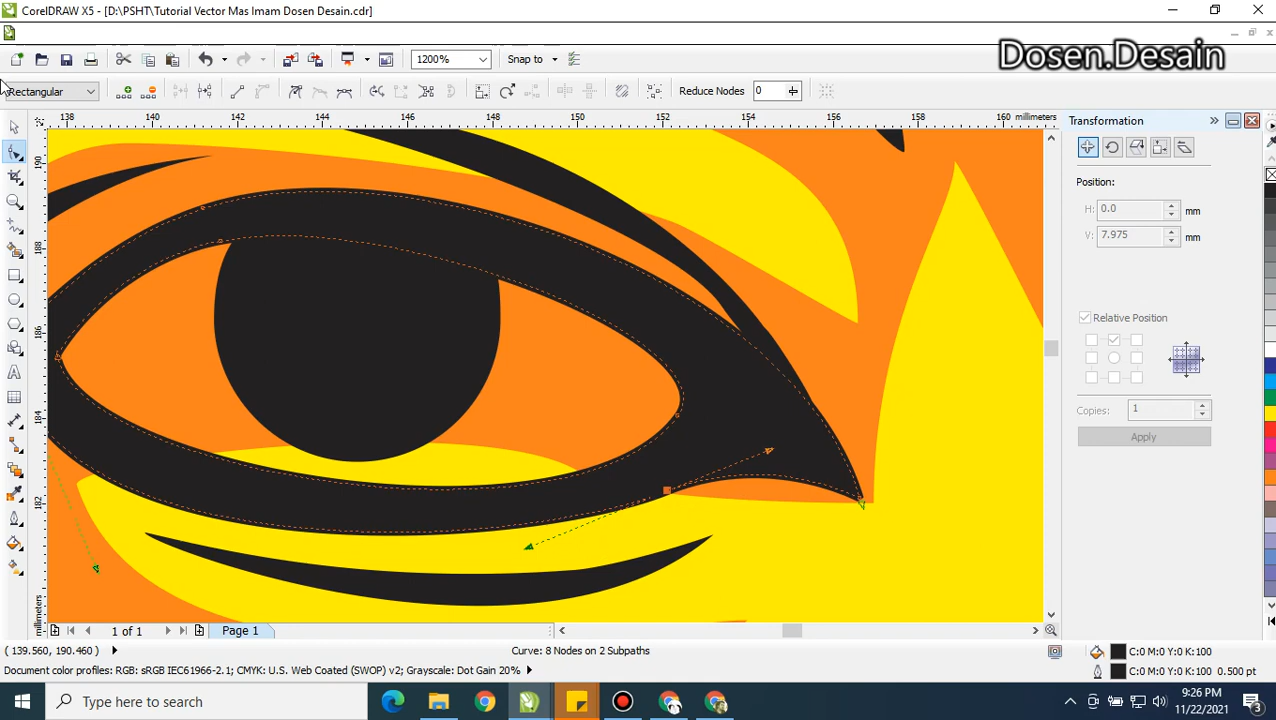 CorelDRAW X5 - [D:\PSHT\Tutorial Vector Mas Imam Dosen Desain.cdr]
Dosen.Desain
1200%
Snap to
Rectangular
Reduce Nodes
0
138
140
142
144
146
148
150
152
154
156
158
160
millimeters
190
188
186
184
182
millimeters
Transformation
Position:
H:
0.0
mm
V:
7.975
mm
Relative Position
Copies:
1
Apply
1 of 1
Page 1
( 139.560, 190.460 )
Curve: 8 Nodes on 2 Subpaths
C:0 M:0 Y:0 K:100
Document color profiles: RGB: sRGB IEC61966-2.1; CMYK: U.S. Web Coated (SWOP) v2; Grayscale: Dot Gain 20%
C:0 M:0 Y:0 K:100 0.500 pt
Type here to search
9:26 PM
11/22/2021
3